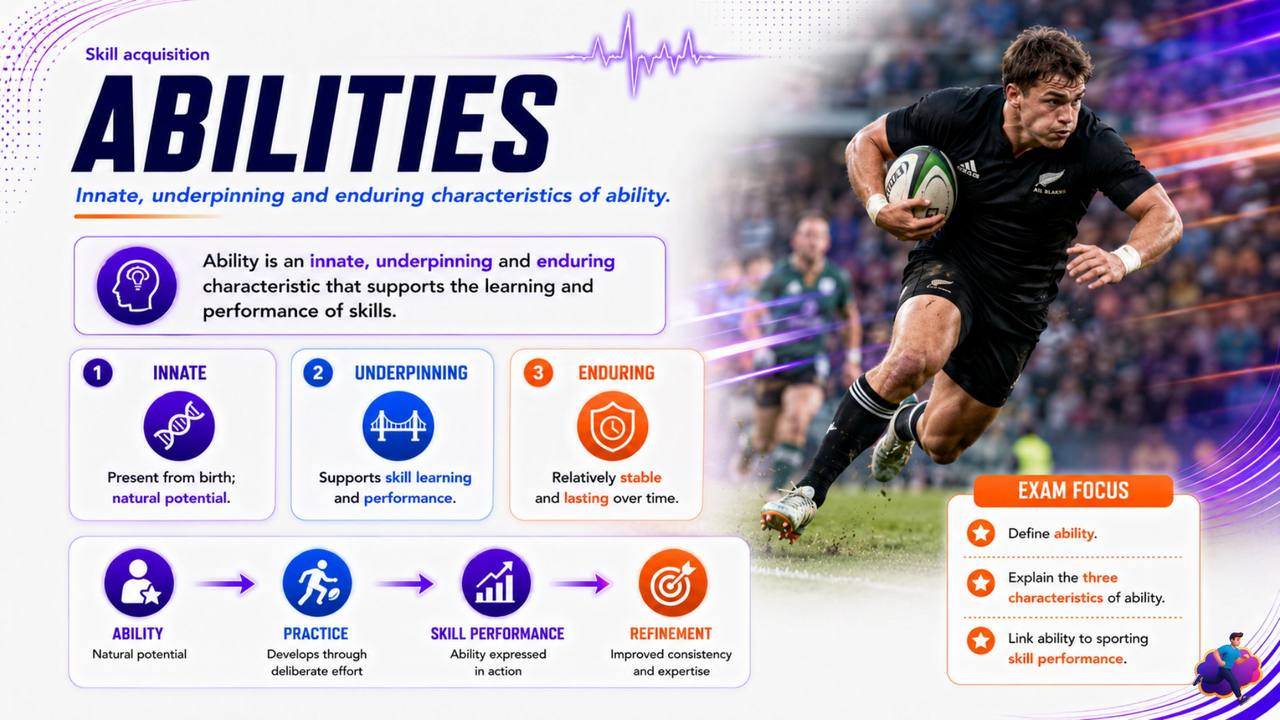 Skill acquisition
ABILITIES
Innate, underpinning and enduring characteristics of ability.
Ability is an innate, underpinning and enduring
characteristic that supports the learning and
performance of skills.
1 INNATE
Present from birth;
natural potential.
2 UNDERPINNING
Supports skill learning
and performance.
3 ENDURING
Relatively stable
and lasting over time.
ABILITY
Natural potential
PRACTICE
Develops through
deliberate effort
SKILL PERFORMANCE
Ability expressed
in action
REFINEMENT
Improved consistency
and expertise
EXAM FOCUS
Define ability.
Explain the three
characteristics of ability.
Link ability to sporting
skill performance.